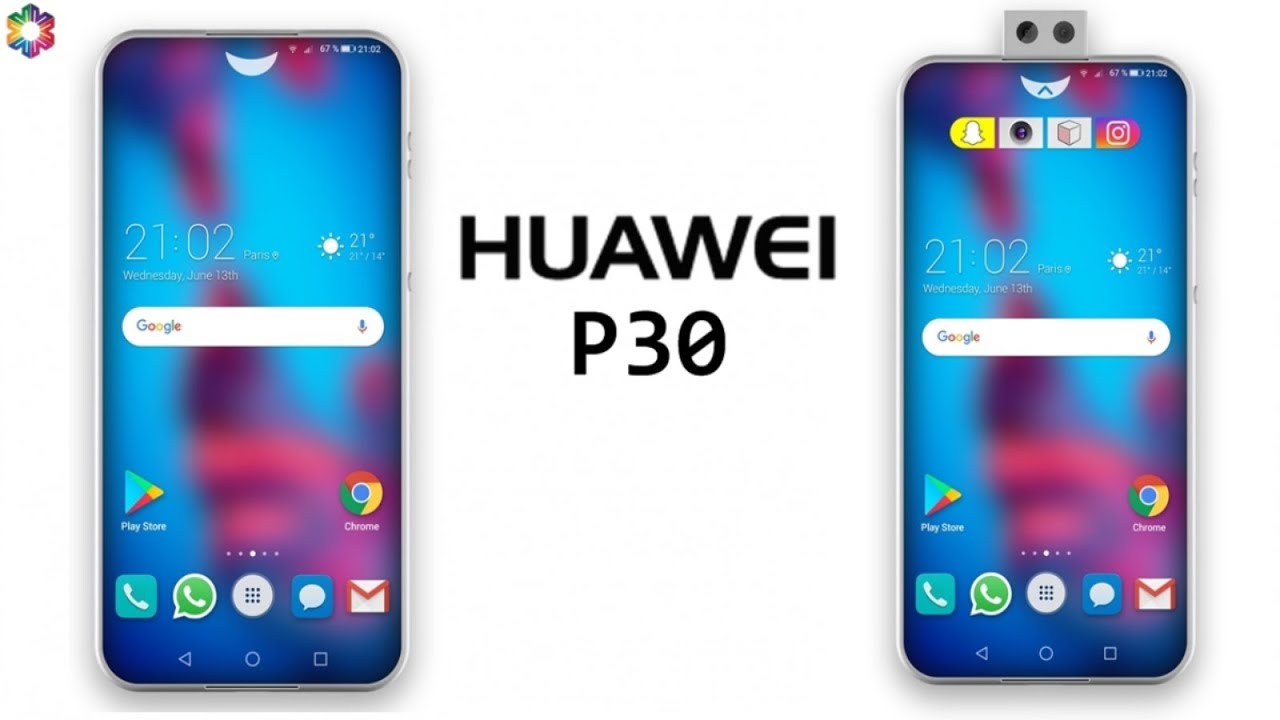 67 % 21:02
21:02 Paris
21°
21° / 14°
Wednesday, June 13th
Google
Play Store
Chrome
HUAWEI
P30
67 % 21:02
21:02 Paris
21°
21° / 14°
Wednesday, June 13th
Google
Play Store
Chrome